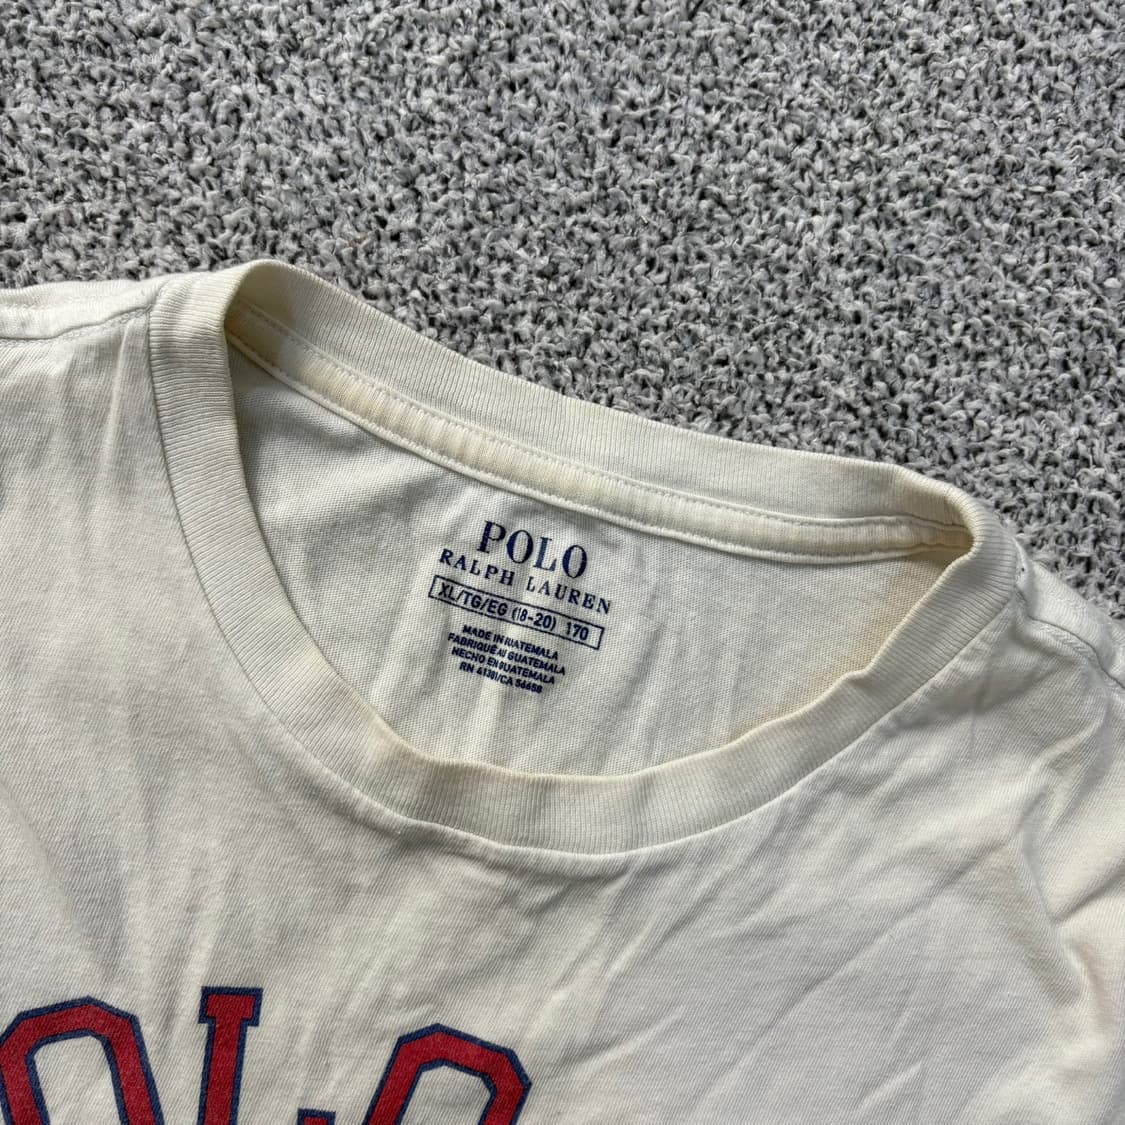 POLO
RALPH LAUREN
XL/TG/EG (18-20) 170
MADE IN GUATEMALA
FABRIQUÉ AU GUATEMALA
HECHO EN GUATEMALA
RN 41381/CA 56658
OLO